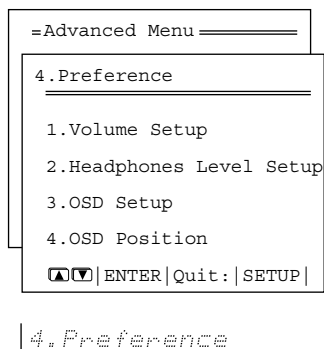 =Advanced Menu
4.Preference
1.Volume Setup
2.Headphones Level Setup
3.OSD Setup
4.OSD Position
▲▼|ENTER|Quit:|SETUP|
4.Preference